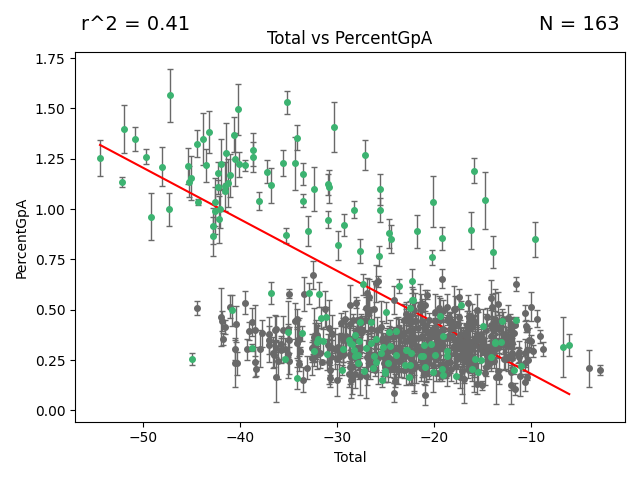 r^2 = 0.41
N = 163
Total vs PercentGpA
PercentGpA
1.75
1.50
1.25
1.00
0.75
0.50
0.25
0.00
−50
−40
−30
−20
−10
Total